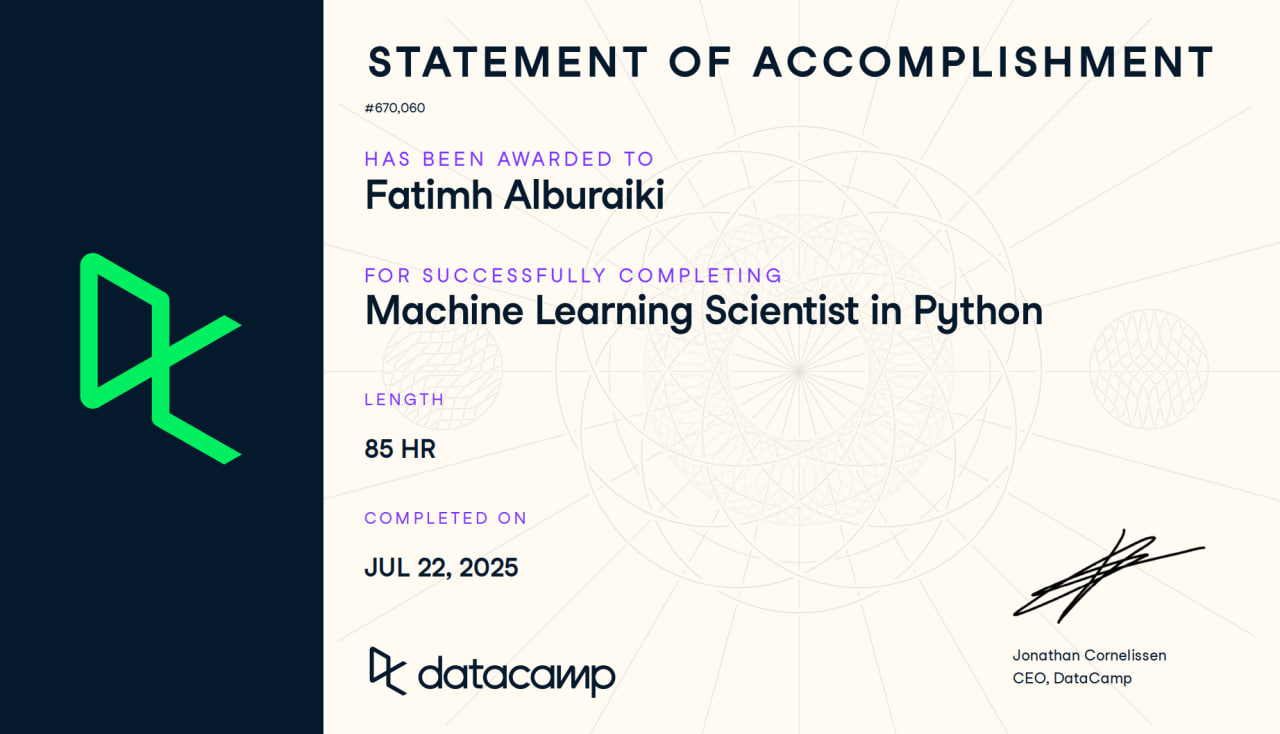 STATEMENT OF ACCOMPLISHMENT
#670,060
HAS BEEN AWARDED TO
Fatimh Alburaiki
FOR SUCCESSFULLY COMPLETING
Machine Learning Scientist in Python
LENGTH
85 HR
COMPLETED ON
JUL 22, 2025
datacamp
Jonathan Cornelissen
CEO, DataCamp